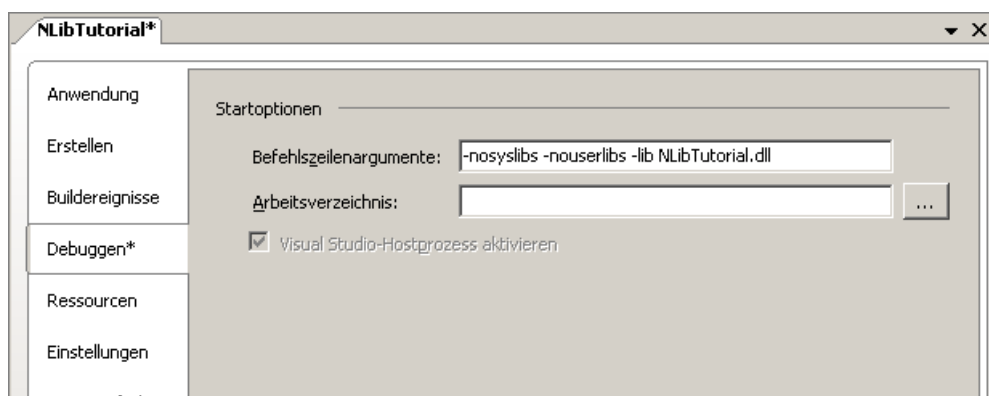 NLibTutorial*
Anwendung
Startoptionen
Erstellen
Befehlszeilenargumente: -nosyslibs -nouserlibs -lib NLibTutorial.dll
Buildereignisse
Arbeitsverzeichnis: ...
Debuggen*
Visual Studio-Hostprozess aktivieren
Ressourcen
Einstellungen